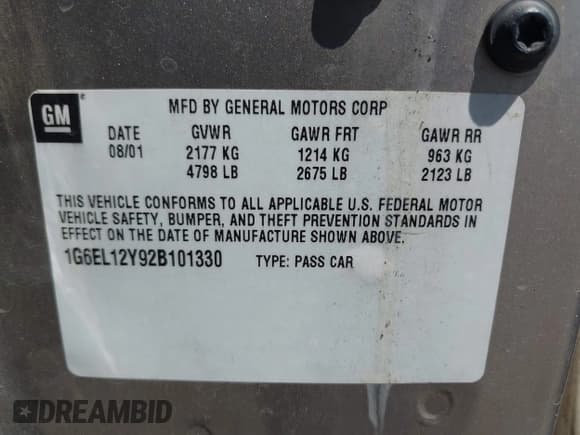 GM
MFD BY GENERAL MOTORS CORP
DATE GVWR GAWR FRT GAWR RR
08/01 2177 KG 1214 KG 963 KG
4798 LB 2675 LB 2123 LB
THIS VEHICLE CONFORMS TO ALL APPLICABLE U.S. FEDERAL MOTOR
VEHICLE SAFETY, BUMPER, AND THEFT PREVENTION STANDARDS IN
EFFECT ON THE DATE OF MANUFACTURE SHOWN ABOVE.
1G6EL12Y92B101330 TYPE: PASS CAR
DREAMBID